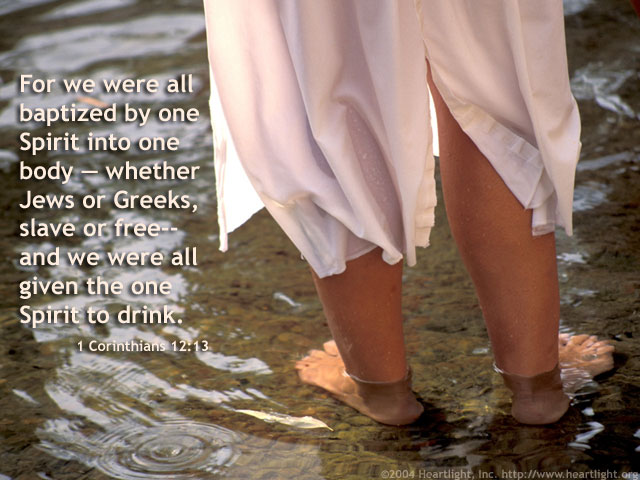 For we were all
baptized by one
Spirit into one
body — whether
Jews or Greeks,
slave or free--
and we were all
given the one
Spirit to drink.
1 Corinthians 12:13
©2004 Heartlight, Inc. http://www.heartlight.org